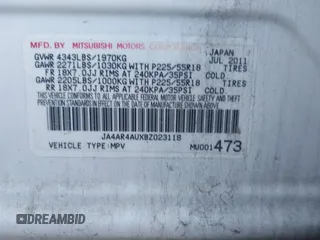 MFD BY MITSUBISHI MOTORS CORPORATION JAPAN
GVWR 4343LBS/1970KG JUL 2011
GAWR 2271LBS/1030KG WITH P225/55R18 TIRES
FR 18X7.0JJ RIMS AT 240KPA/35PSI COLD
GAWR 2205LBS/1000KG WITH P225/55R18 TIRES
RR 18X7.0JJ RIMS AT 240KPA/35PSI COLD
THIS VEHICLE CONFORMS TO ALL APPLICABLE FEDERAL
MOTOR VEHICLE SAFETY AND THEFT PREVENTION
STANDARDS IN EFFECT ON THE DATE OF MANUFACTURE
SHOWN ABOVE.
JA4AR4AUXBZ023118
VEHICLE TYPE:MPV MU001473
AUTOBIDCAR